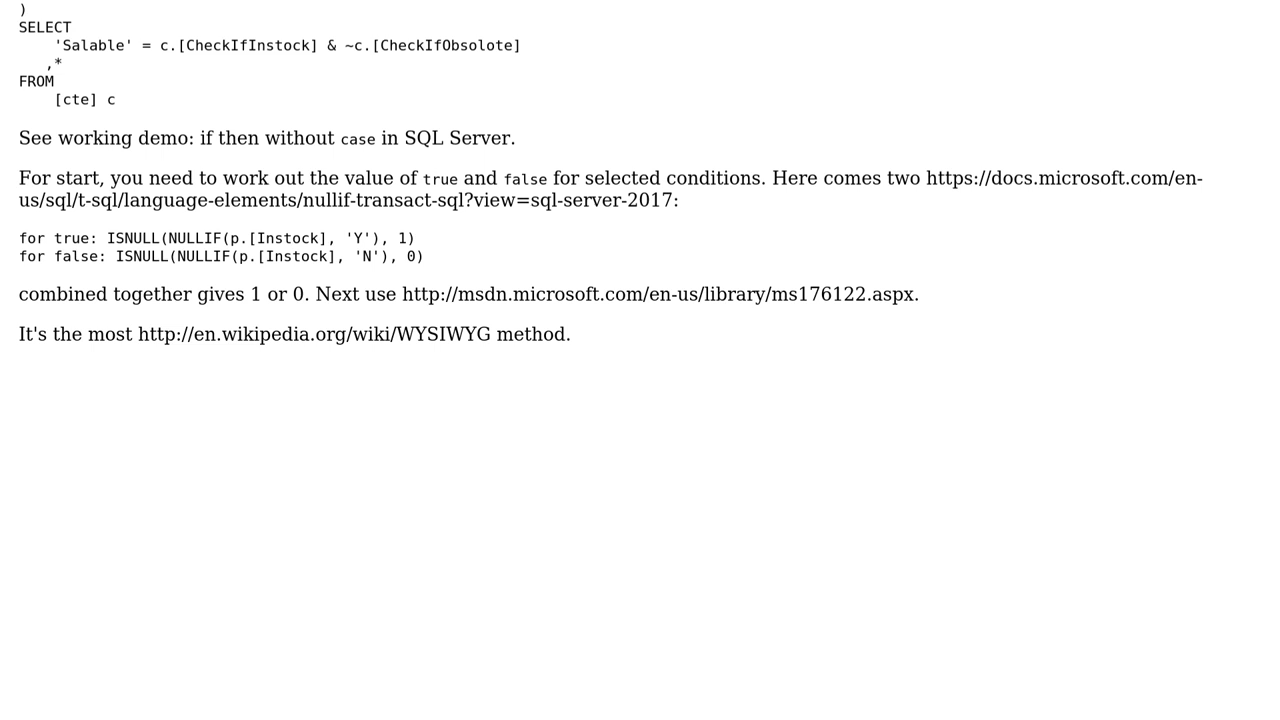 )
SELECT
    'Salable' = c.[CheckIfInstock] & ~c.[CheckIfObsolote]
   ,*
FROM
    [cte] c
See working demo: if then without case in SQL Server.
For start, you need to work out the value of true and false for selected conditions. Here comes two https://docs.microsoft.com/en-
us/sql/t-sql/language-elements/nullif-transact-sql?view=sql-server-2017:
for true: ISNULL(NULLIF(p.[Instock], 'Y'), 1)
for false: ISNULL(NULLIF(p.[Instock], 'N'), 0)
combined together gives 1 or 0. Next use http://msdn.microsoft.com/en-us/library/ms176122.aspx.
It's the most http://en.wikipedia.org/wiki/WYSIWYG method.